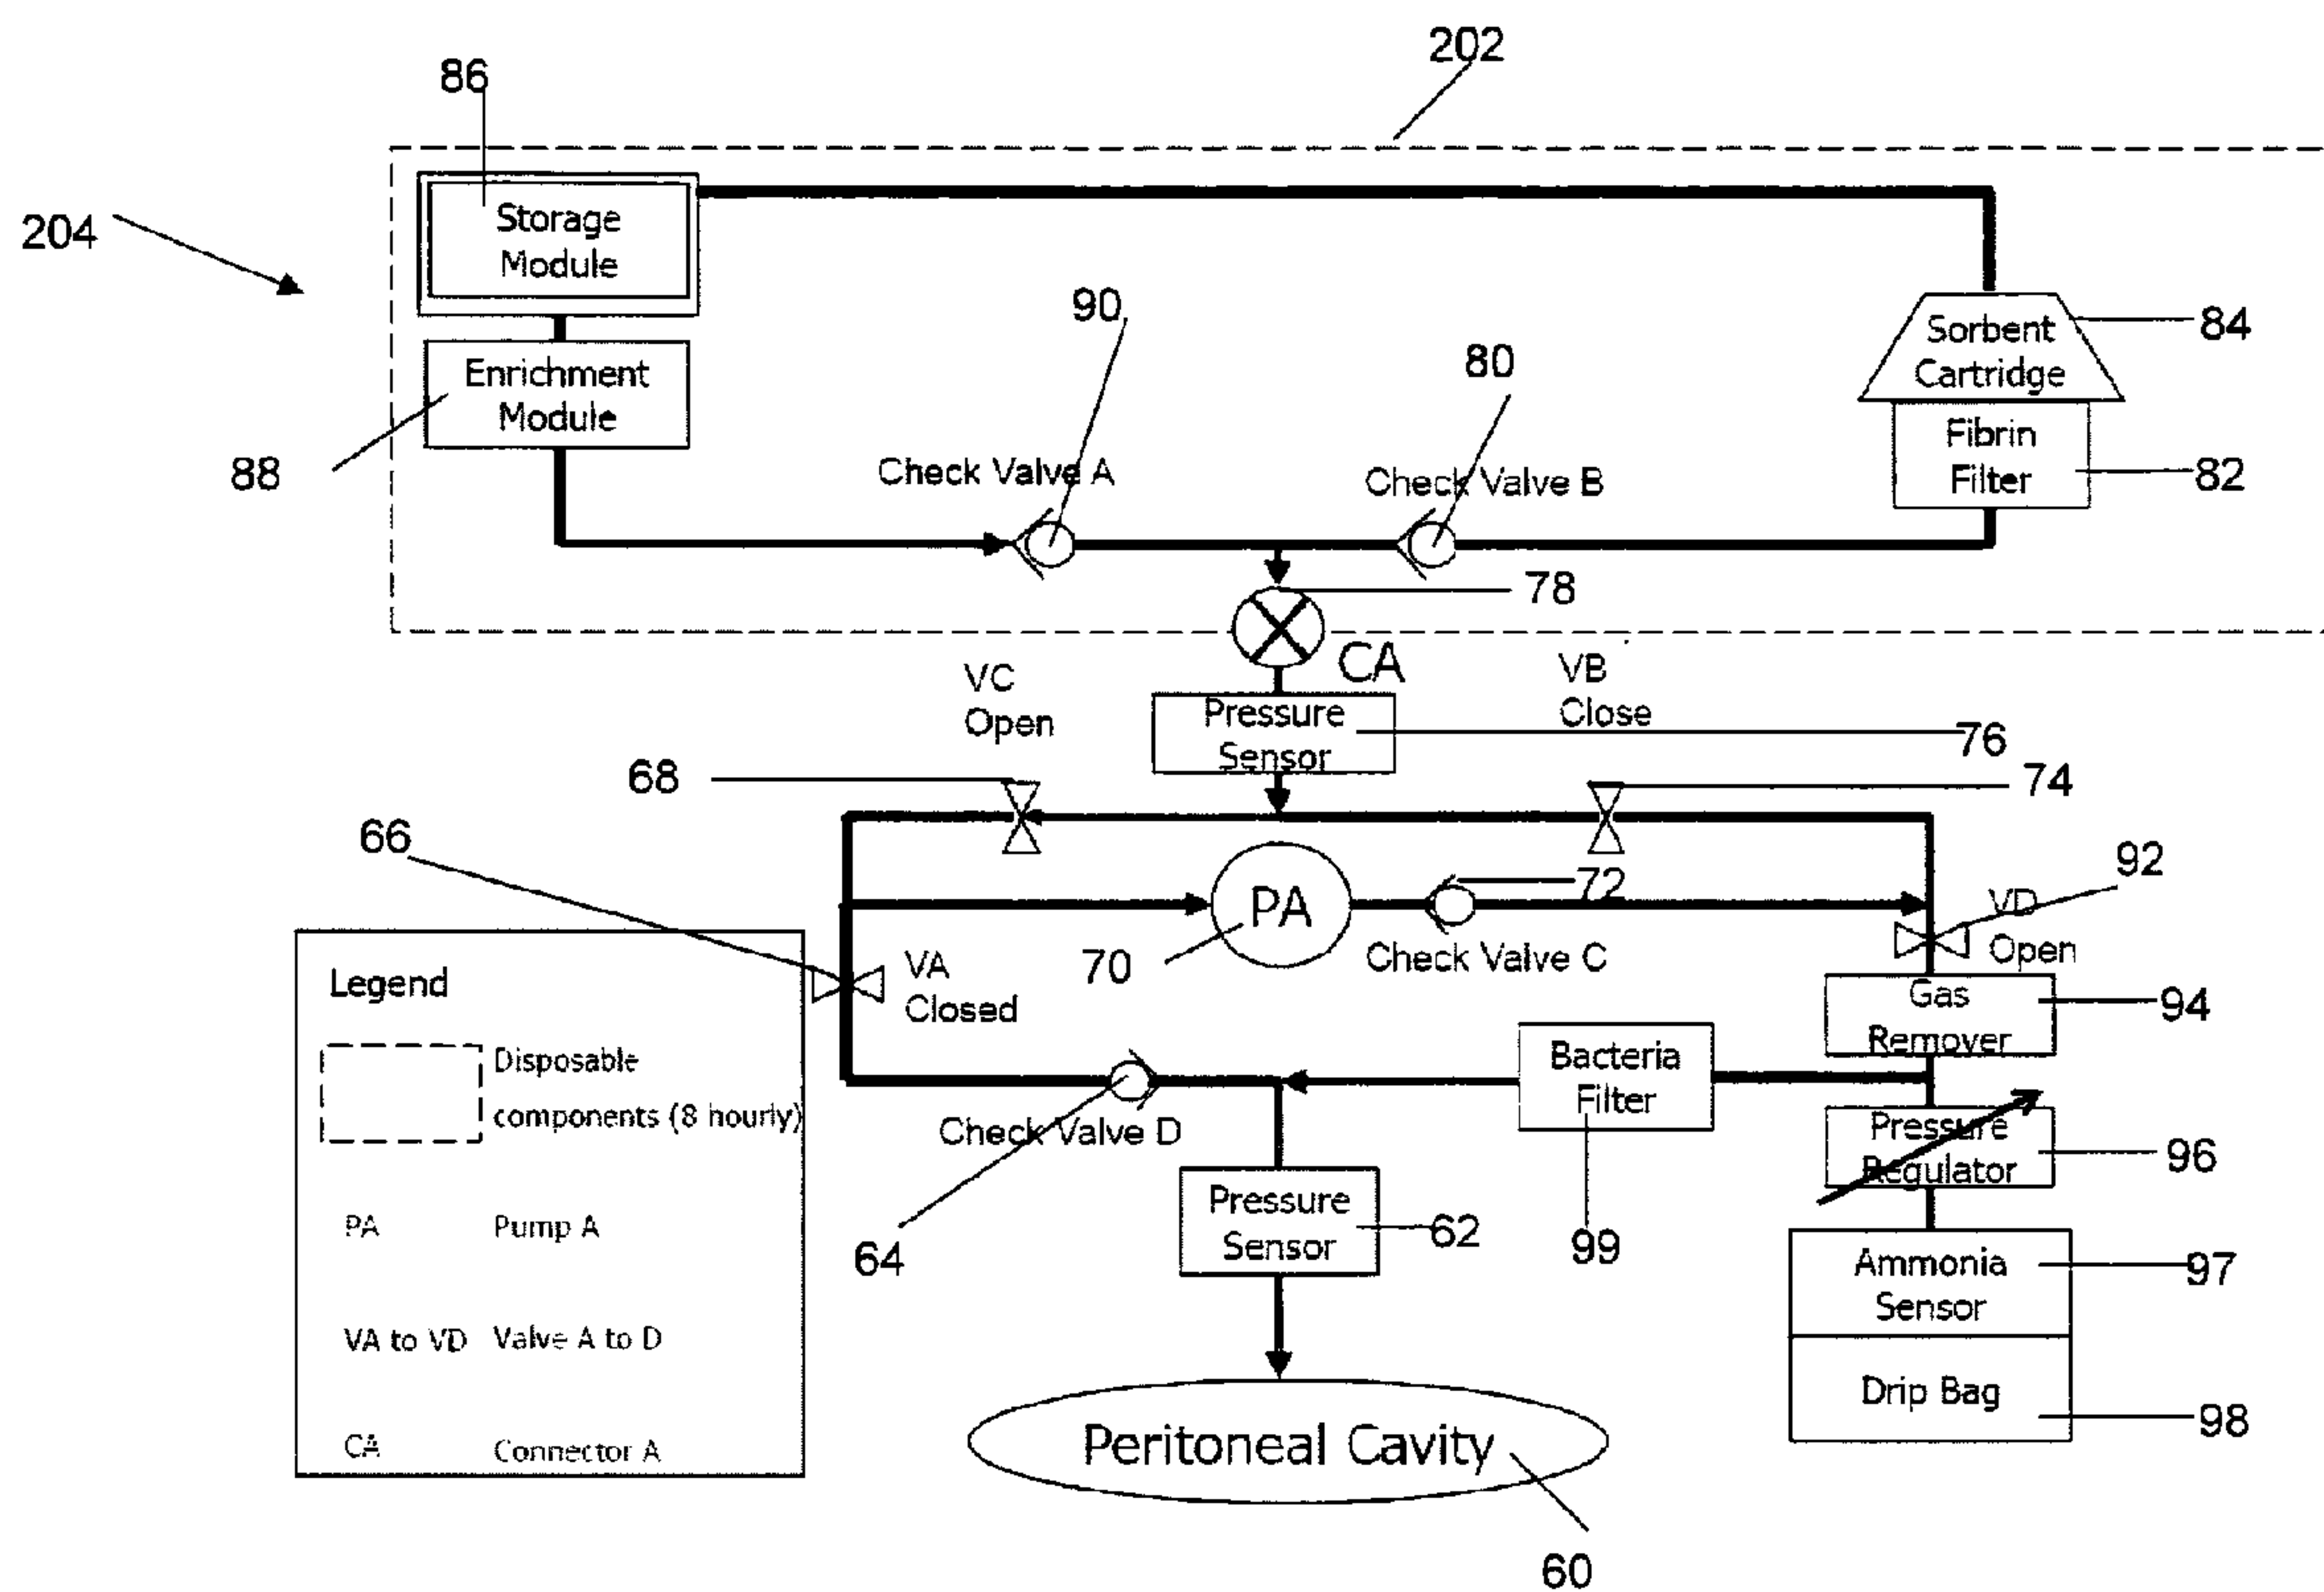 202
86
204
Storage
Module
90
84
Sorbent
Cartridge
80
Enrichment
Module
Fibrin
Filter
88
82
Check Valve A
Check Valve B
78
CA
VC
Open
VB
Close
Pressure
Sensor
76
68
74
66
92
72
PA
VD
Open
70
Check Valve C
VA
Closed
Gas
Remover
94
Legend
Disposable
components (8 hourly)
PA Pump A
VA to VD Valve A to D
CA Connector A
Bacteria
Filter
Check Valve D
Pressure
Regulator
96
64
Pressure
Sensor
62
99
Ammonia
Sensor
97
Drip Bag
98
Peritoneal Cavity
60